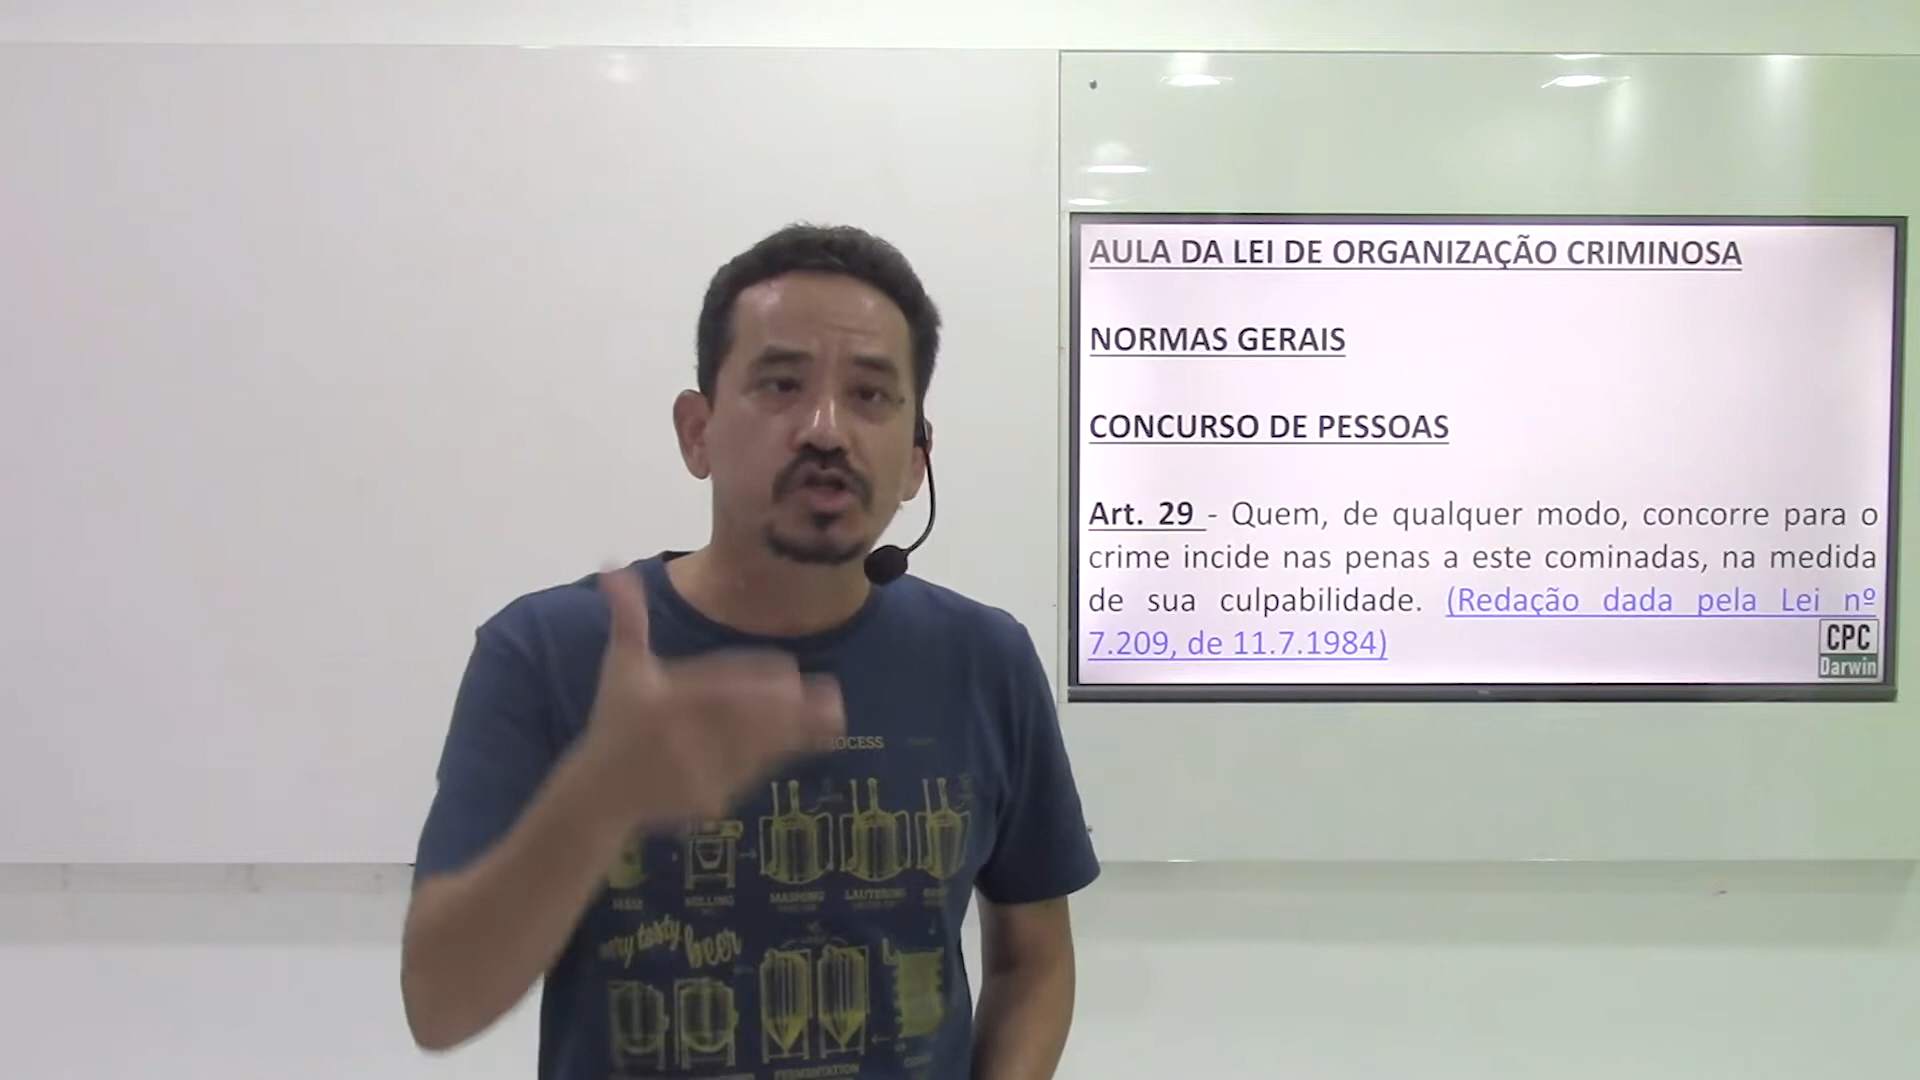 AULA DA LEI DE ORGANIZAÇÃO CRIMINOSA
NORMAS GERAIS
CONCURSO DE PESSOAS
Art. 29 - Quem, de qualquer modo, concorre para o
crime incide nas penas a este cominadas, na medida
de sua culpabilidade. (Redação dada pela Lei nº
7.209, de 11.7.1984)
CPC
Darwin
MILLING
MASHING
LAUTERING
tasty beer
FERMENTATION